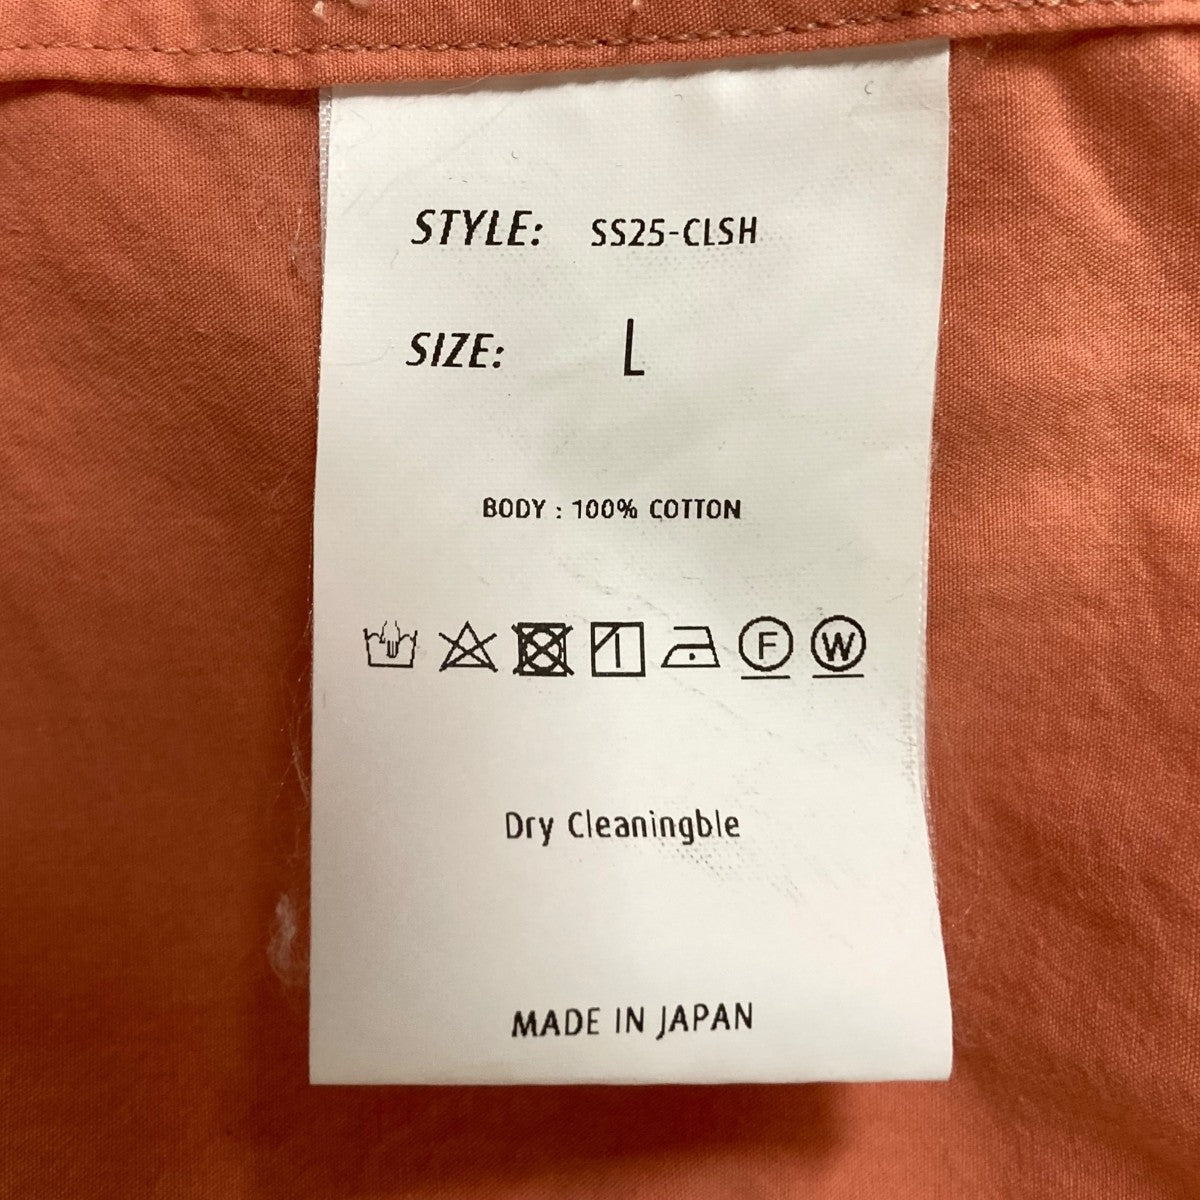 STYLE: SS25-CLSH
SIZE: L
BODY : 100% COTTON
F W
Dry Cleaningble
MADE IN JAPAN